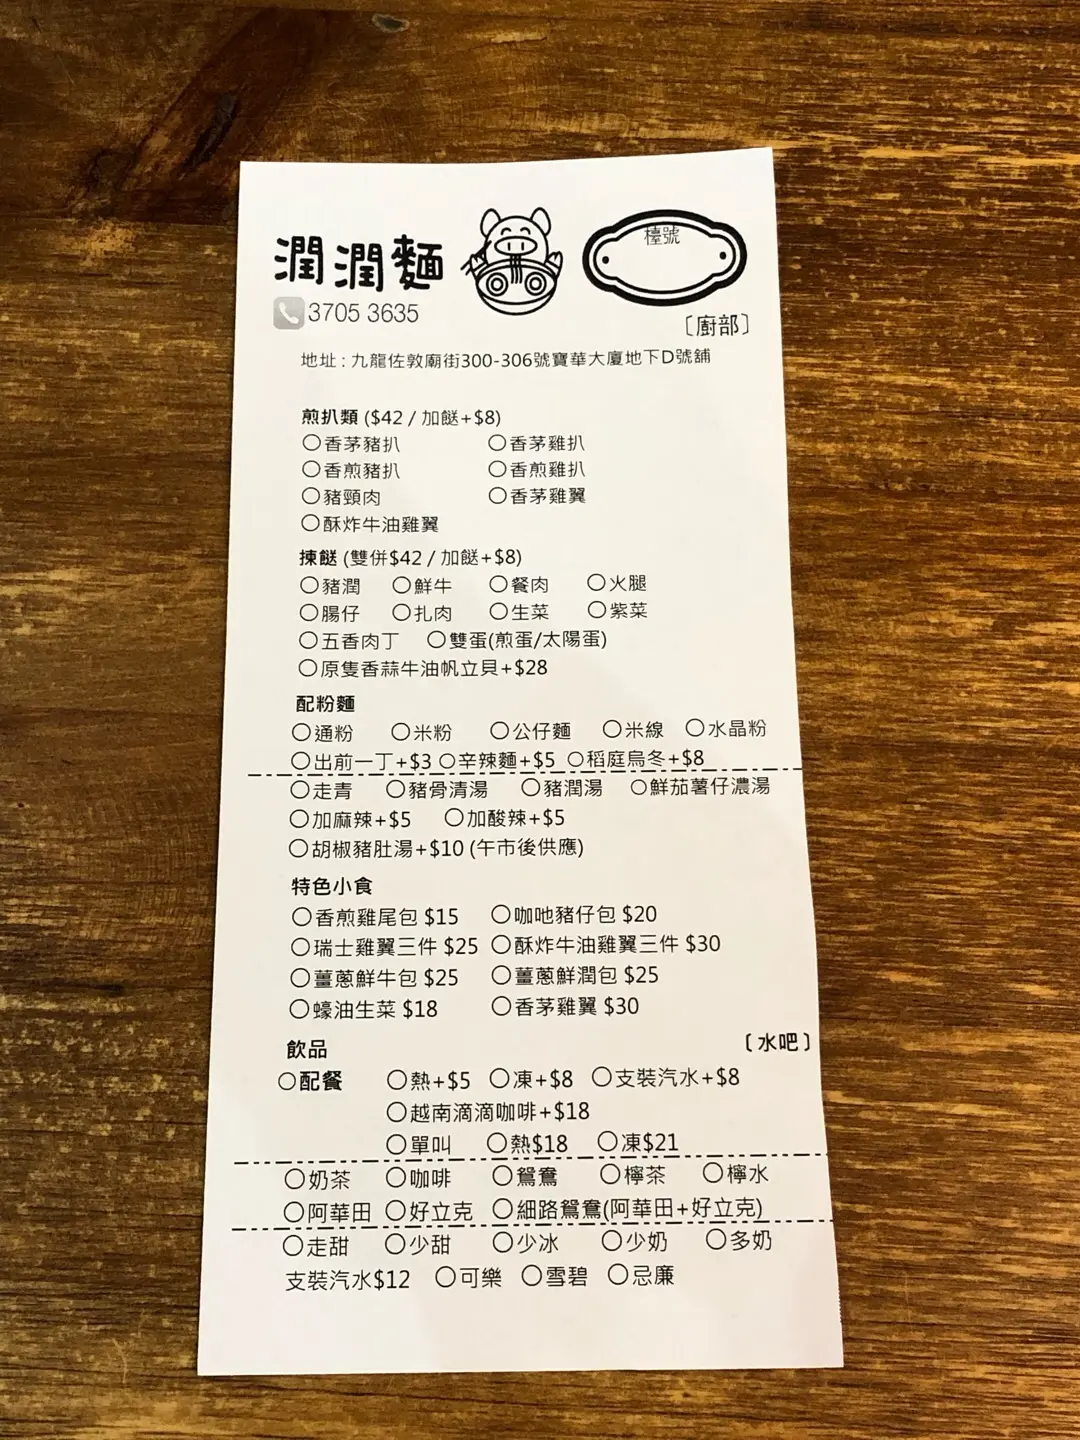 潤潤麵
檯號
3705 3635
〔廚部〕
地址 : 九龍佐敦廟街300-306號寶華大廈地下D號舖
煎扒類 ($42 / 加餸+$8)
○香茅豬扒 ○香茅雞扒
○香煎豬扒 ○香煎雞扒
○豬頸肉 ○香茅雞翼
○酥炸牛油雞翼
揀餸 (雙併$42 / 加餸+$8)
○豬潤 ○鮮牛 ○餐肉 ○火腿
○腸仔 ○扎肉 ○生菜 ○紫菜
○五香肉丁 ○雙蛋(煎蛋/太陽蛋)
○原隻香蒜牛油帆立貝+$28
配粉麵
○通粉 ○米粉 ○公仔麵 ○米線 ○水晶粉
○出前一丁+$3 ○辛辣麵+$5 ○稻庭烏冬+$8
○走青 ○豬骨清湯 ○豬潤湯 ○鮮茄薯仔濃湯
○加麻辣+$5 ○加酸辣+$5
○胡椒豬肚湯+$10 (午市後供應)
特色小食
○香煎雞尾包 $15 ○咖吔豬仔包 $20
○瑞士雞翼三件 $25 ○酥炸牛油雞翼三件 $30
○薑蔥鮮牛包 $25 ○薑蔥鮮潤包 $25
○蠔油生菜 $18 ○香茅雞翼 $30
飲品 〔水吧〕
○配餐 ○熱+$5 ○凍+$8 ○支裝汽水+$8
○越南滴滴咖啡+$18
○單叫 ○熱$18 ○凍$21
○奶茶 ○咖啡 ○鴛鴦 ○檸茶 ○檸水
○阿華田 ○好立克 ○細路鴛鴦(阿華田+好立克)
○走甜 ○少甜 ○少冰 ○少奶 ○多奶
支裝汽水$12 ○可樂 ○雪碧 ○忌廉